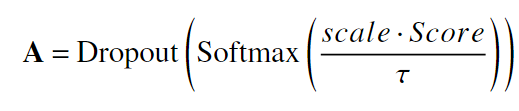 A = Dropout(Softmax(scale · Score / τ))